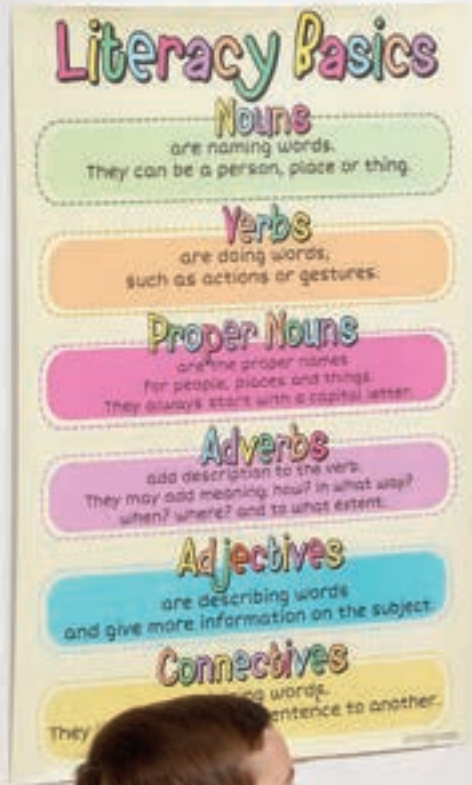 Literacy Basics
Nouns
are naming words.
They can be a person, place or thing.
Verbs
are doing words,
such as actions or gestures.
Proper Nouns
are the proper names
for people, places and things.
They always start with a capital letter.
Adverbs
add description to the verb.
They may add meaning: how? in what way?
when? where? and to what extent.
Adjectives
are describing words
and give more information on the subject.
Connectives
words.
They entence to another.